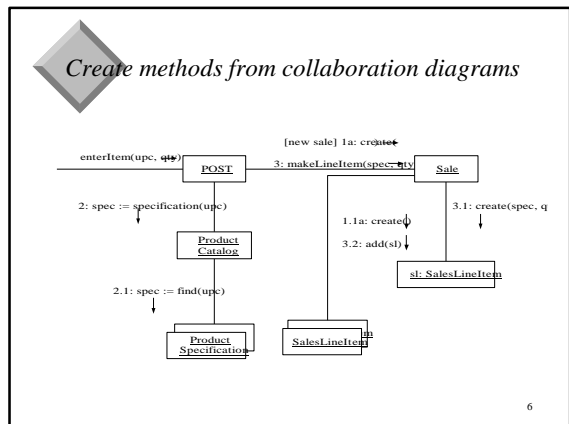 Create methods from collaboration diagrams
[new sale] 1a: create(
enterItem(upc, qty)
POST
3: makeLineItem(spec, qty
Sale
2: spec := specification(upc)
3.1: create(spec, q
1.1a: create()
3.2: add(sl)
Product
Catalog
sl: SalesLineItem
2.1: spec := find(upc)
Product
Specification
SalesLineItem
6